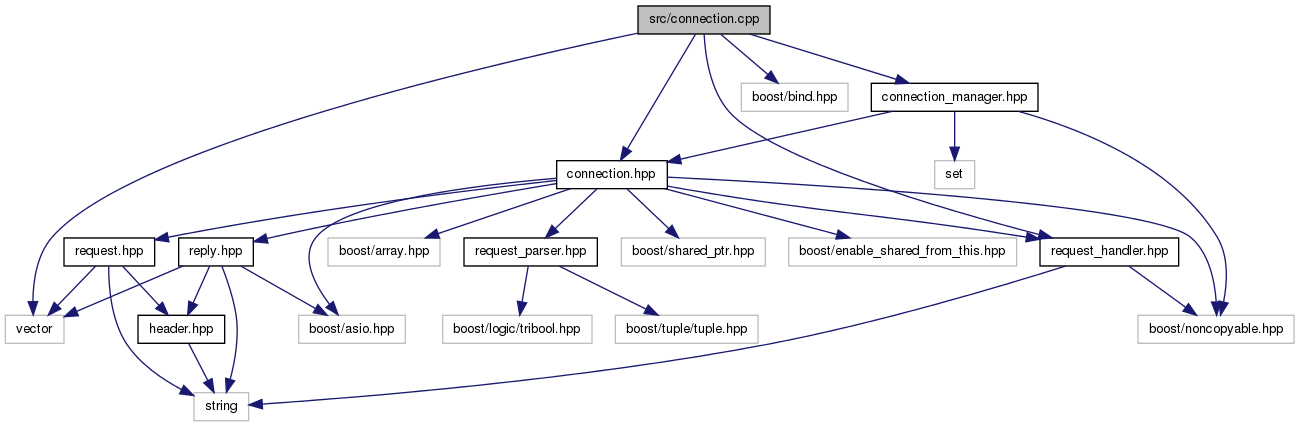 src/connection.cpp
boost/bind.hpp
connection_manager.hpp
connection.hpp
set
request.hpp
reply.hpp
boost/array.hpp
request_parser.hpp
boost/shared_ptr.hpp
boost/enable_shared_from_this.hpp
request_handler.hpp
vector
header.hpp
boost/asio.hpp
boost/logic/tribool.hpp
boost/tuple/tuple.hpp
boost/noncopyable.hpp
string